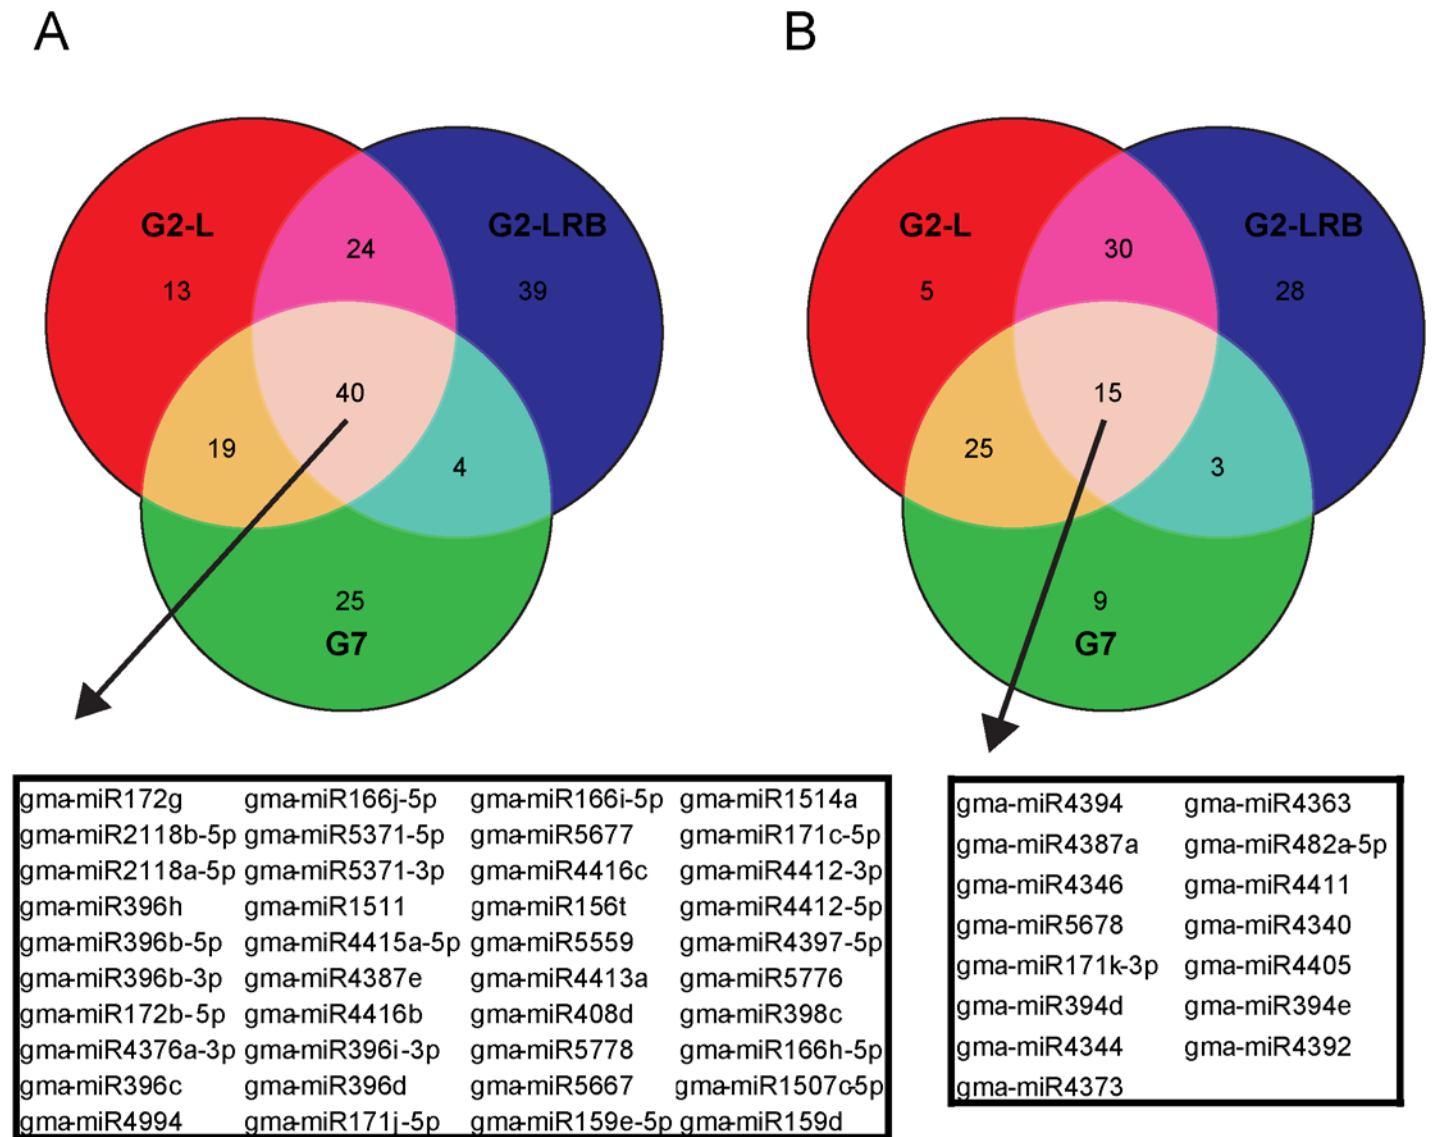 A
B
G2-L
G2-LRB
24
13
39
40
19
4
25
G7
G2-L
G2-LRB
30
5
28
15
25
3
9
G7
gma-miR172g gma-miR166j-5p gma-miR166i-5p gma-miR1514a
gma-miR2118b-5p gma-miR5371-5p gma-miR5677 gma-miR171c-5p
gma-miR2118a-5p gma-miR5371-3p gma-miR4416c gma-miR4412-3p
gma-miR396h gma-miR1511 gma-miR156t gma-miR4412-5p
gma-miR396b-5p gma-miR4415a-5p gma-miR5559 gma-miR4397-5p
gma-miR396b-3p gma-miR4387e gma-miR4413a gma-miR5776
gma-miR172b-5p gma-miR4416b gma-miR408d gma-miR398c
gma-miR4376a-3p gma-miR396i-3p gma-miR5778 gma-miR166h-5p
gma-miR396c gma-miR396d gma-miR5667 gma-miR1507c-5p
gma-miR4994 gma-miR171j-5p gma-miR159e-5p gma-miR159d
gma-miR4394 gma-miR4363
gma-miR4387a gma-miR482a-5p
gma-miR4346 gma-miR4411
gma-miR5678 gma-miR4340
gma-miR171k-3p gma-miR4405
gma-miR394d gma-miR394e
gma-miR4344 gma-miR4392
gma-miR4373